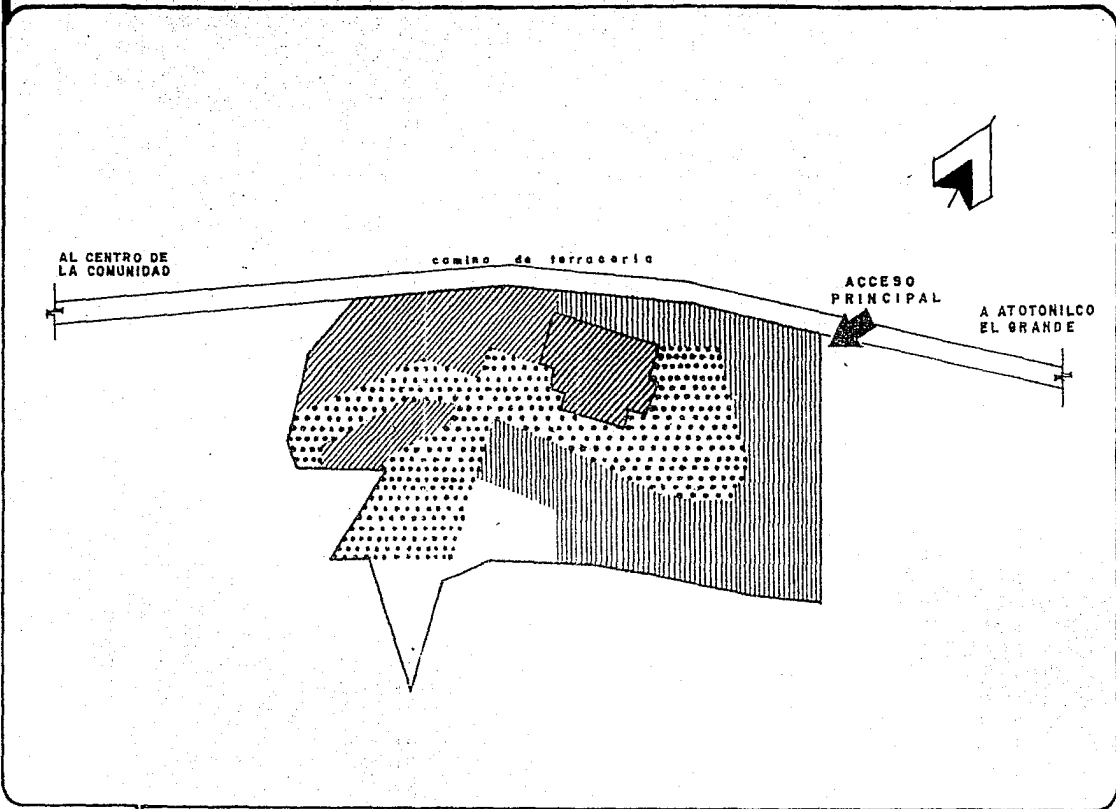 AL CENTRO DE
LA COMUNIDAD
camino de terraceria
ACCESO
PRINCIPAL
A ATOTONILCO
EL GRANDE